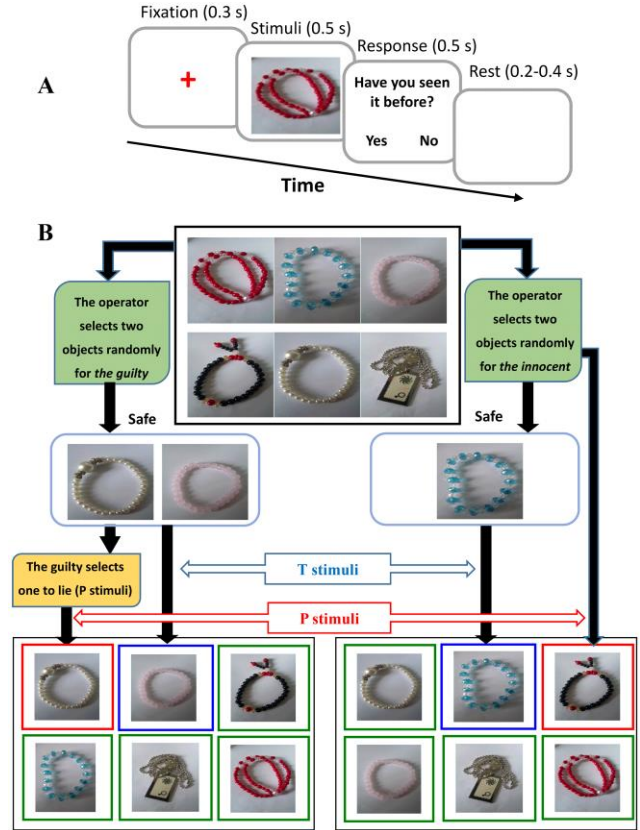 Fixation (0.3 s)
Stimuli (0.5 s)
Response (0.5 s)
Rest (0.2-0.4 s)
A
+
Have you seen
it before?
Yes No
Time
B
The operator
selects two
objects randomly
for the guilty
The operator
selects two
objects randomly
for the innocent
Safe
Safe
The guilty selects
one to lie (P stimuli)
T stimuli
P stimuli